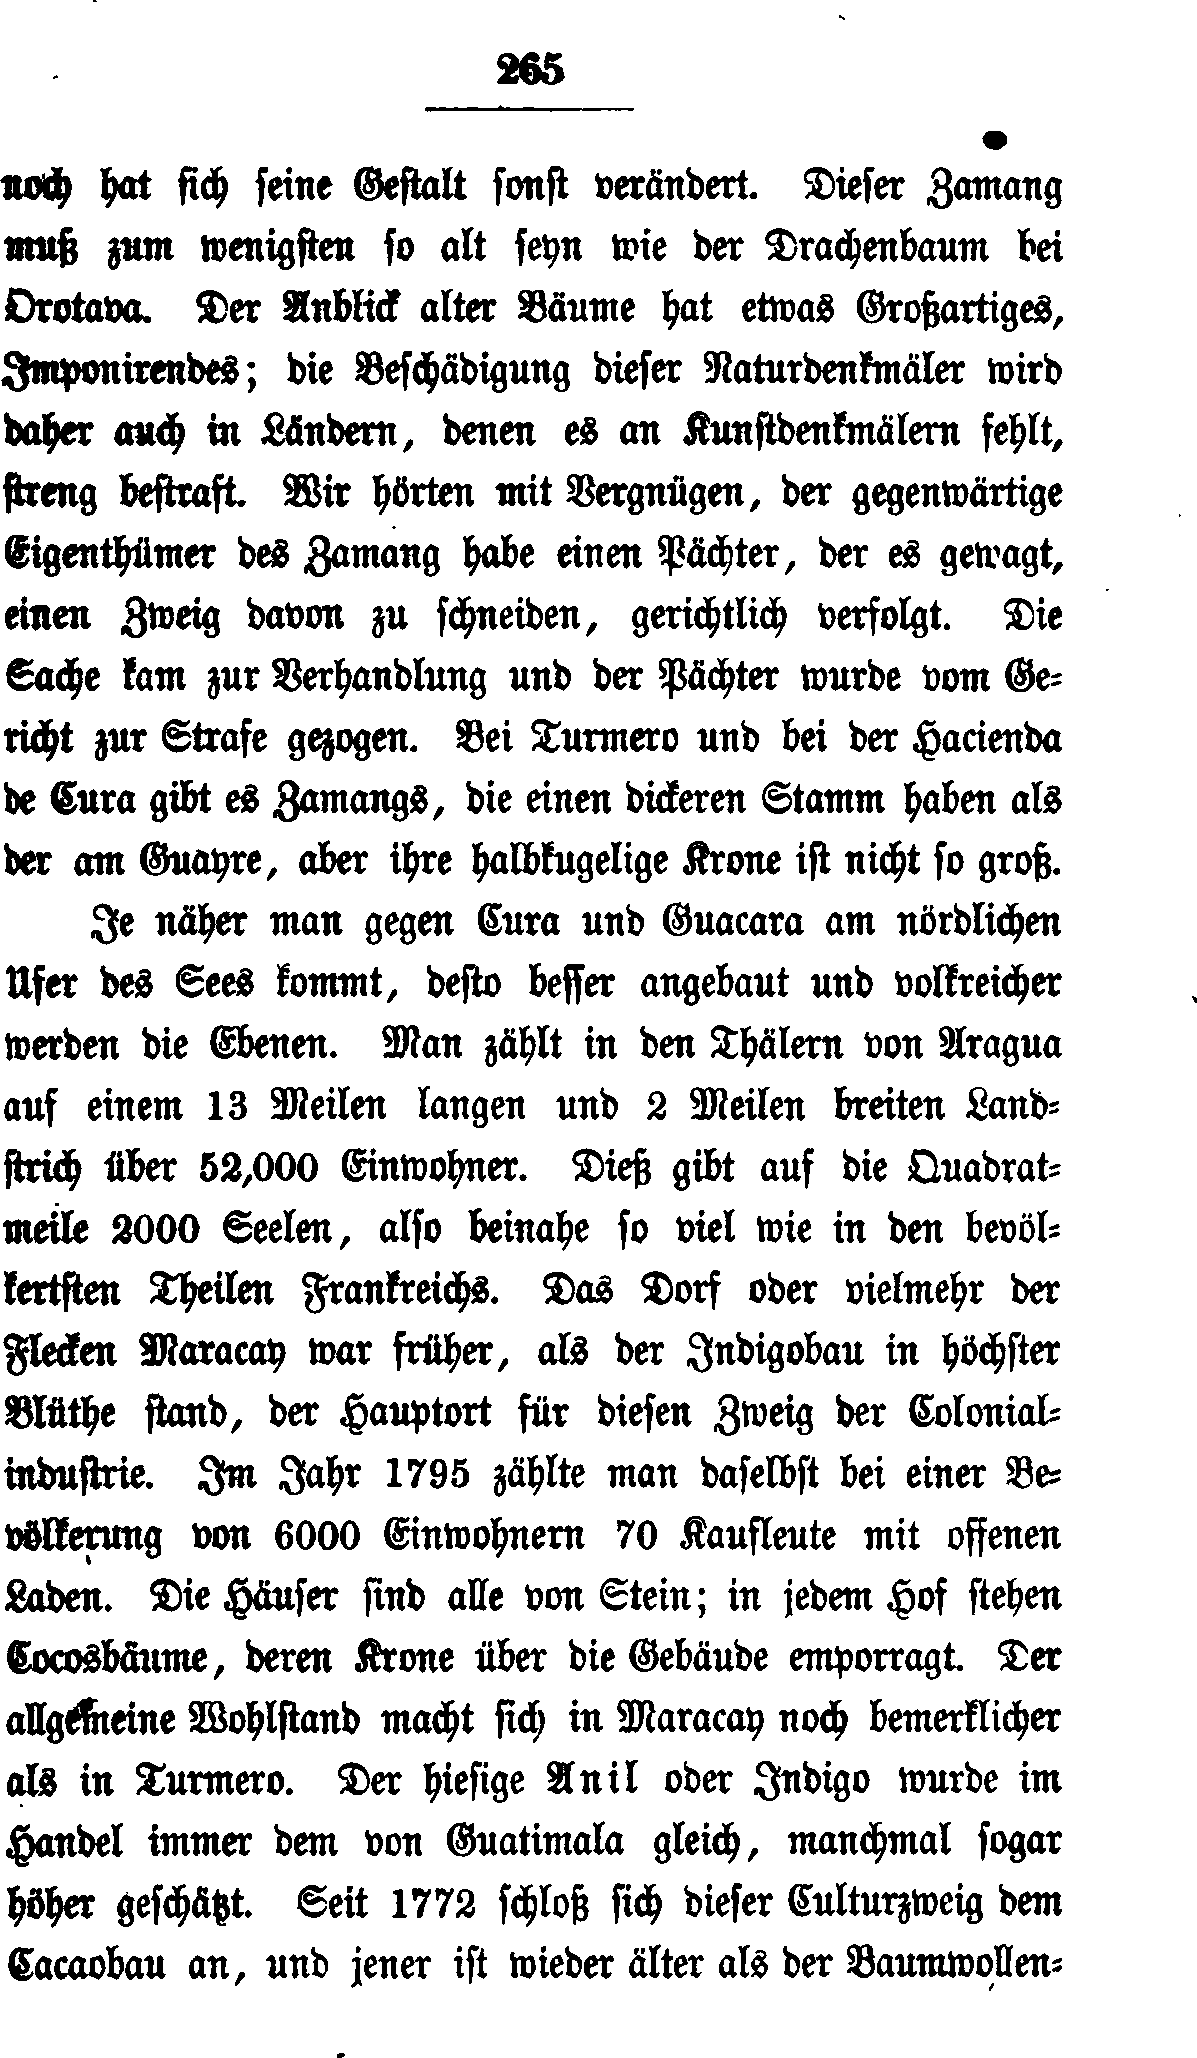 265
noch hat sich seine Gestalt sonst verändert. Dieser Zamang
muß zum wenigsten so alt seyn wie der Drachenbaum bei
Orotava. Der Anblick alter Bäume hat etwas Großartiges,
Imponirendes; die Beschädigung dieser Naturdenkmäler wird
daher auch in Ländern, denen es an Kunstdenkmälern fehlt,
streng bestraft. Wir hörten mit Vergnügen, der gegenwärtige
Eigenthümer des Zamang habe einen Pächter, der es gewagt,
einen Zweig davon zu schneiden, gerichtlich verfolgt. Die
Sache kam zur Verhandlung und der Pächter wurde vom Ge-
richt zur Strafe gezogen. Bei Turmero und bei der Hacienda
de Cura gibt es Zamangs, die einen dickeren Stamm haben als
der am Guayre, aber ihre halbkugelige Krone ist nicht so groß.
Je näher man gegen Cura und Guacara am nördlichen
Ufer des Sees kommt, desto besser angebaut und volkreicher
werden die Ebenen. Man zählt in den Thälern von Aragua
auf einem 13 Meilen langen und 2 Meilen breiten Land-
strich über 52,000 Einwohner. Dieß gibt auf die Quadrat-
meile 2000 Seelen, also beinahe so viel wie in den bevöl-
kertsten Theilen Frankreichs. Das Dorf oder vielmehr der
Flecken Maracay war früher, als der Indigobau in höchster
Blüthe stand, der Hauptort für diesen Zweig der Colonial-
industrie. Im Jahr 1795 zählte man daselbst bei einer Be-
völkerung von 6000 Einwohnern 70 Kaufleute mit offenen
Laden. Die Häuser sind alle von Stein; in jedem Hof stehen
Cocosbäume, deren Krone über die Gebäude emporragt. Der
allgemeine Wohlstand macht sich in Maracay noch bemerklicher
als in Turmero. Der hiesige Anil oder Indigo wurde im
Handel immer dem von Guatimala gleich, manchmal sogar
höher geschätzt. Seit 1772 schloß sich dieser Culturzweig dem
Cacaobau an, und jener ist wieder älter als der Baumwollen-